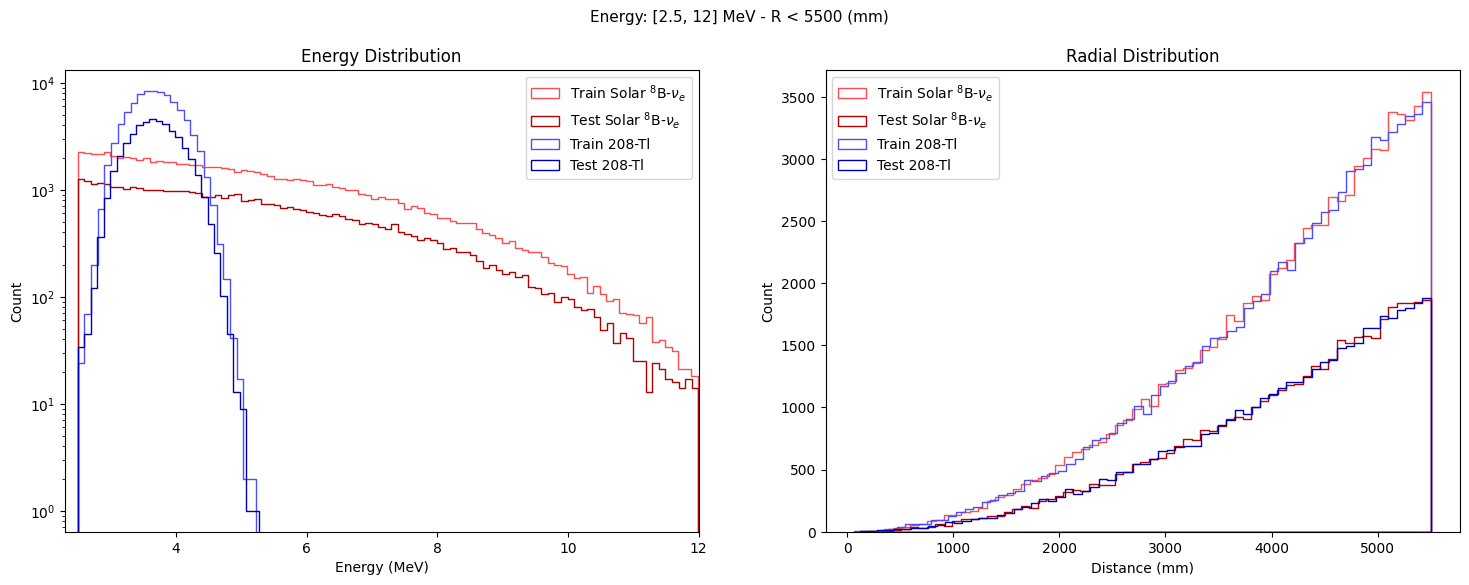 Energy: [2.5, 12] MeV - R < 5500 (mm)
Energy Distribution
Count
10⁴
10³
10²
10¹
10⁰
Train Solar ⁸B-νₑ
Test Solar ⁸B-νₑ
Train 208-Tl
Test 208-Tl
4 6 8 10 12
Energy (MeV)
Radial Distribution
Count
3500
3000
2500
2000
1500
1000
500
0
Train Solar ⁸B-νₑ
Test Solar ⁸B-νₑ
Train 208-Tl
Test 208-Tl
0 1000 2000 3000 4000 5000
Distance (mm)